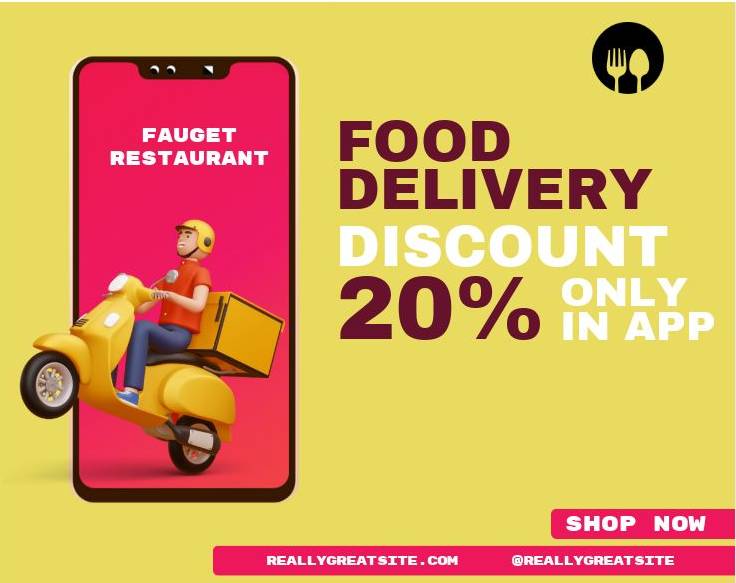 FAUGET
RESTAURANT
FOOD
DELIVERY
DISCOUNT
20% ONLY
IN APP
SHOP NOW
REALLYGREATSITE.COM @REALLYGREATSITE